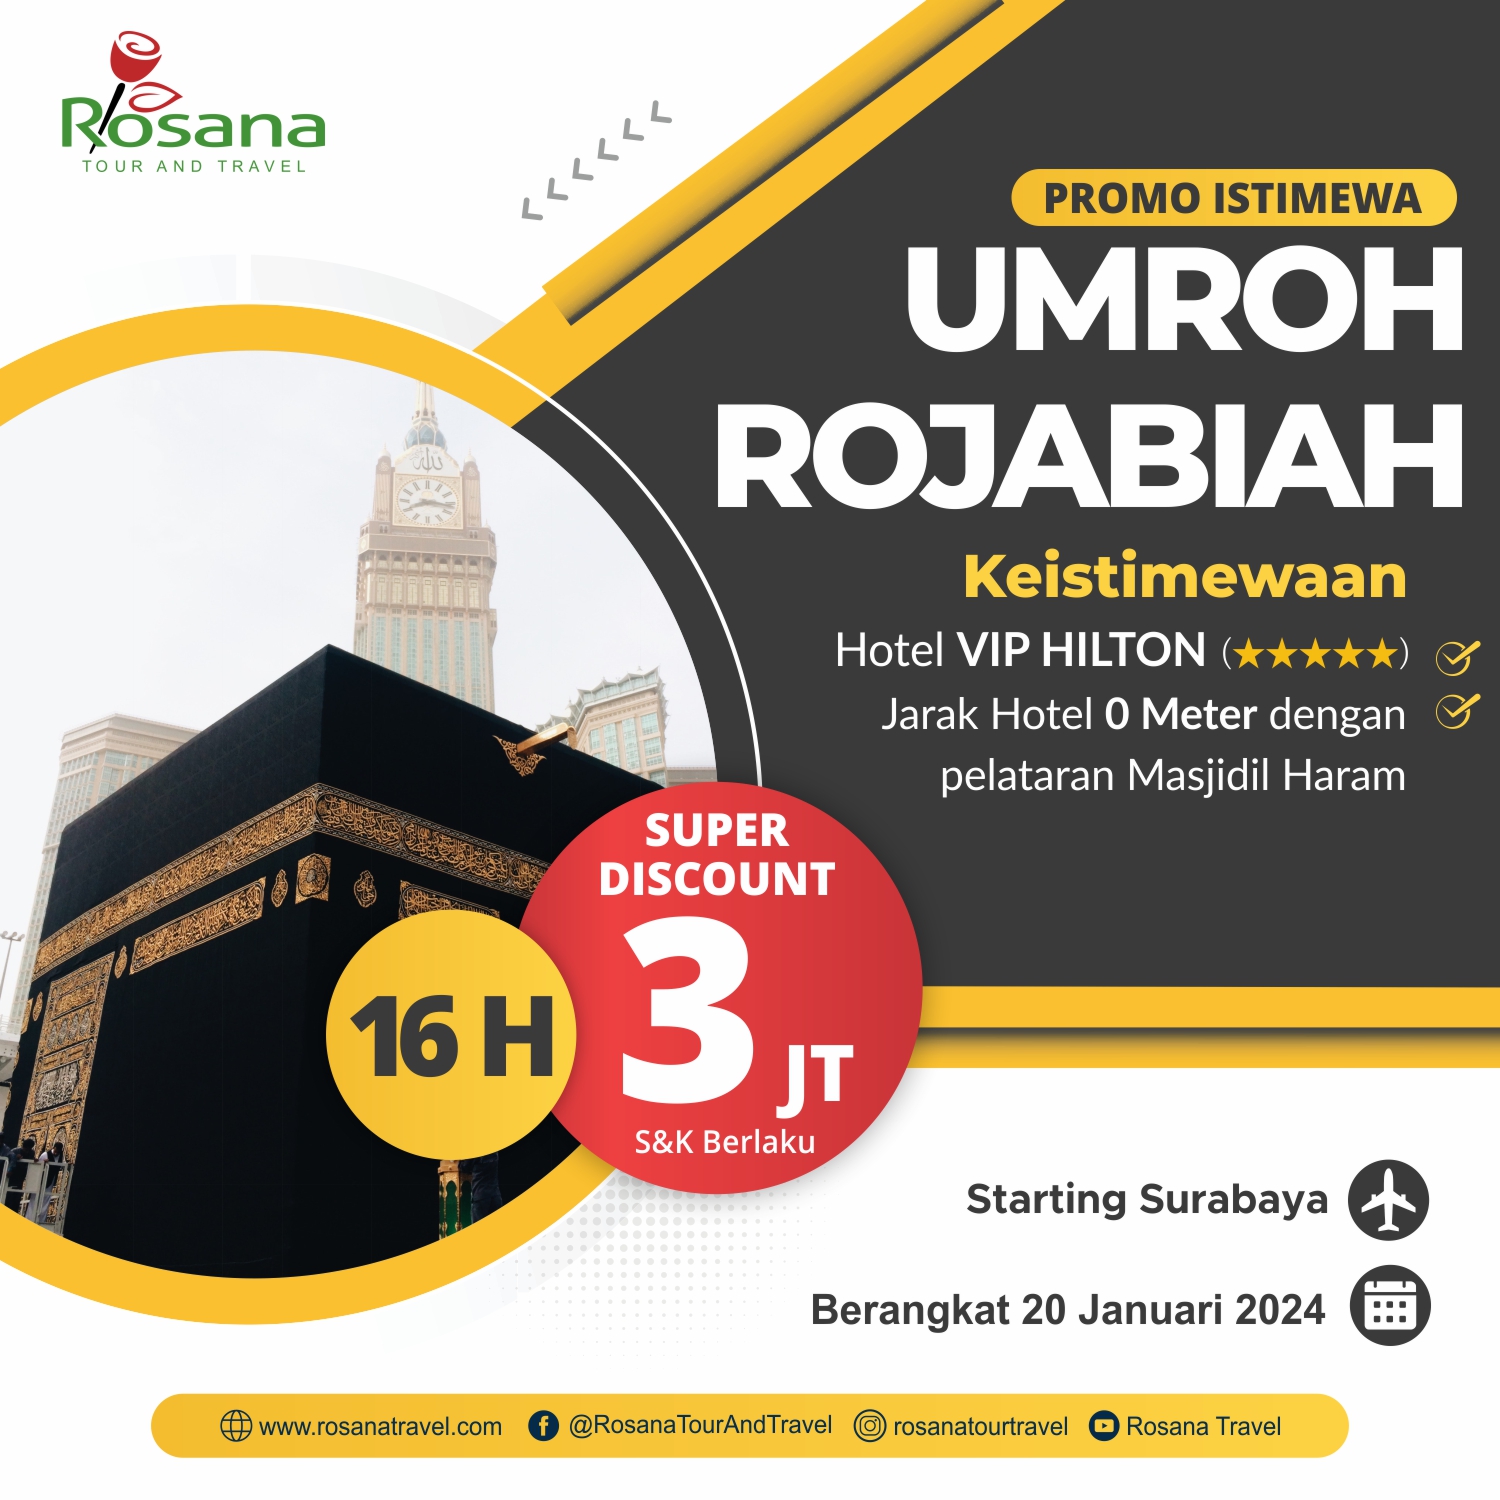 Rosana
TOUR AND TRAVEL
PROMO ISTIMEWA
UMROH
ROJABIAH
Keistimewaan
Hotel VIP HILTON (★★★★★)
Jarak Hotel 0 Meter dengan
pelataran Masjidil Haram
SUPER
DISCOUNT
3 JT
S&K Berlaku
16 H
Starting Surabaya
Berangkat 20 Januari 2024
www.rosanatravel.com @RosanaTourAndTravel rosanatourtravel Rosana Travel